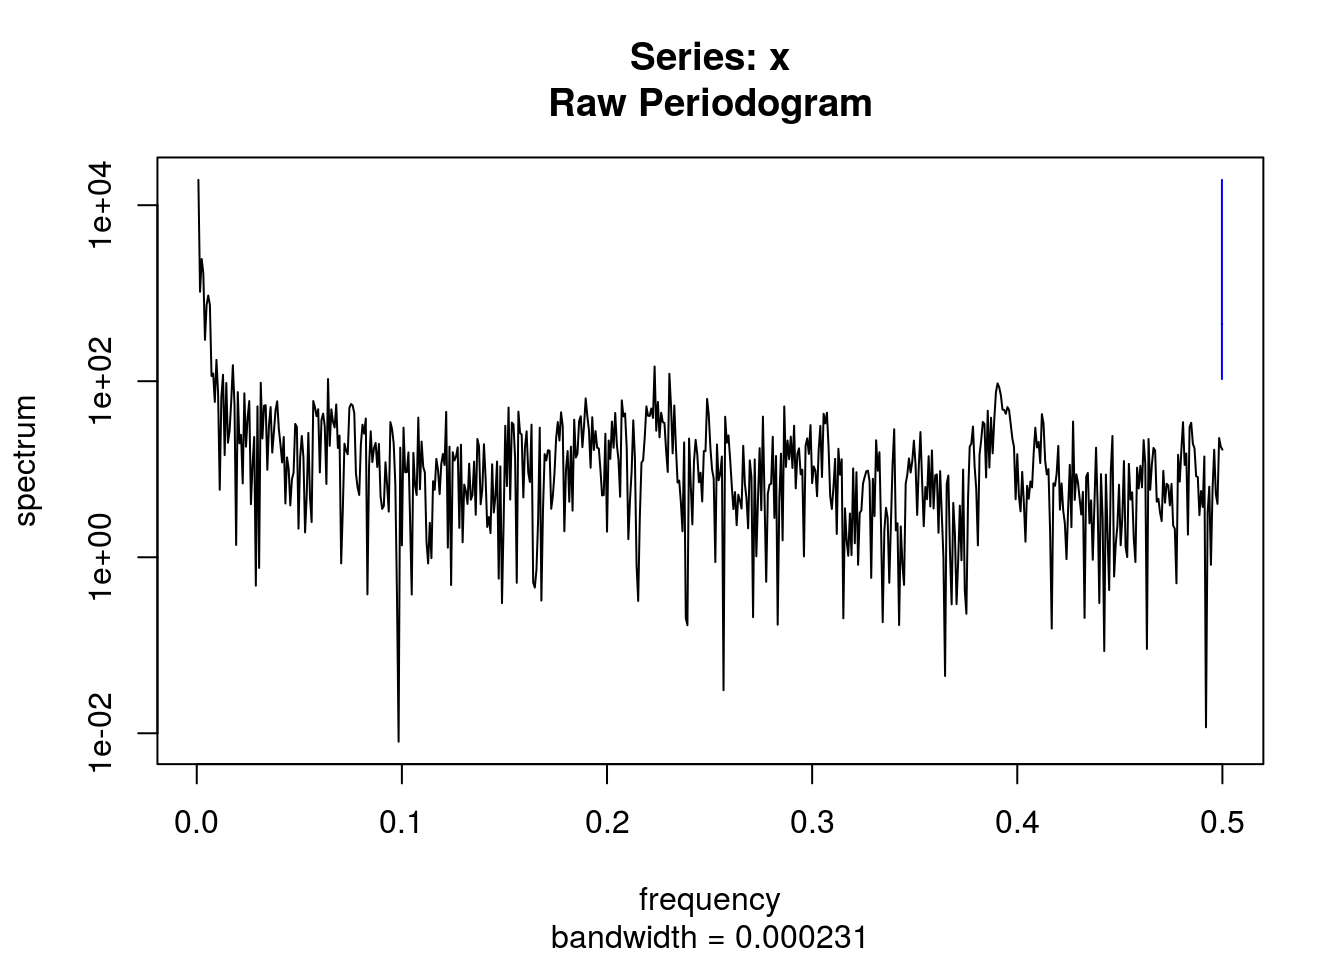 Series: x
Raw Periodogram
spectrum
1e+04
1e+02
1e+00
1e-02
0.0 0.1 0.2 0.3 0.4 0.5
frequency
bandwidth = 0.000231